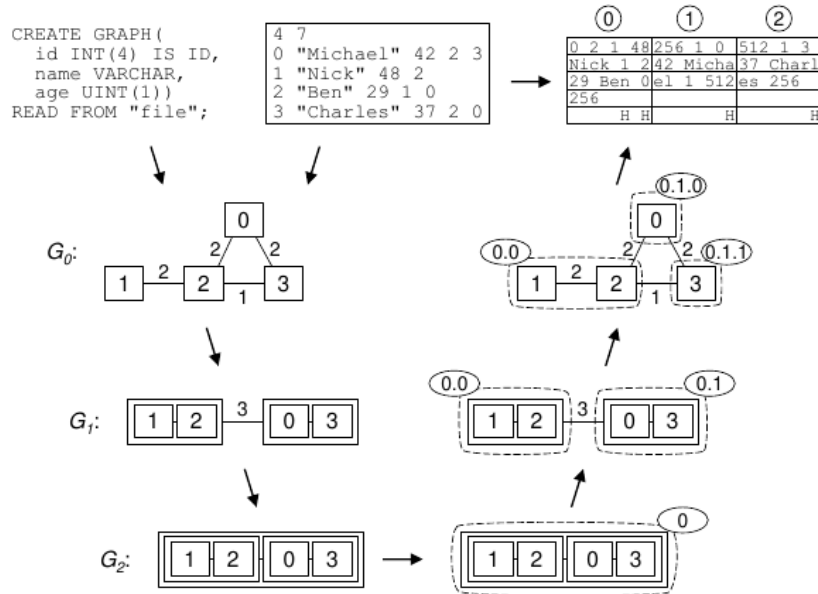 CREATE GRAPH(
id INT(4) IS ID,
name VARCHAR,
age UINT(1))
READ FROM "file";
4 7
0 "Michael" 42 2 3
1 "Nick" 48 2
2 "Ben" 29 1 0
3 "Charles" 37 2 0
0 1 2
0 2 1 48 256 1 0 512 1 3
Nick 1 2 42 Micha 37 Charl
29 Ben 0 el 1 512 es 256
256
H H H H
G0:
0
2 2
1 2 2 3
1
0.1.0
0
0.0 2 2 0.1.1
1 2 2 3
1
G1:
1 2 3 0 3
0.0 0.1
1 2 3 0 3
G2:
1 2 0 3
0
1 2 0 3